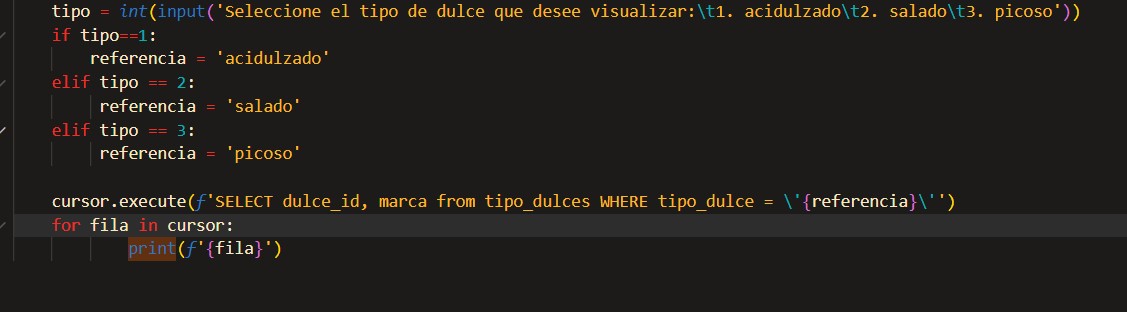 tipo = int(input('Seleccione el tipo de dulce que desee visualizar:\t1. acidulzado\t2. salado\t3. picoso'))
if tipo==1:
referencia = 'acidulzado'
elif tipo == 2:
referencia = 'salado'
elif tipo == 3:
referencia = 'picoso'
cursor.execute(f'SELECT dulce_id, marca from tipo_dulces WHERE tipo_dulce = \'{referencia}\'')
for fila in cursor:
print(f'{fila}')